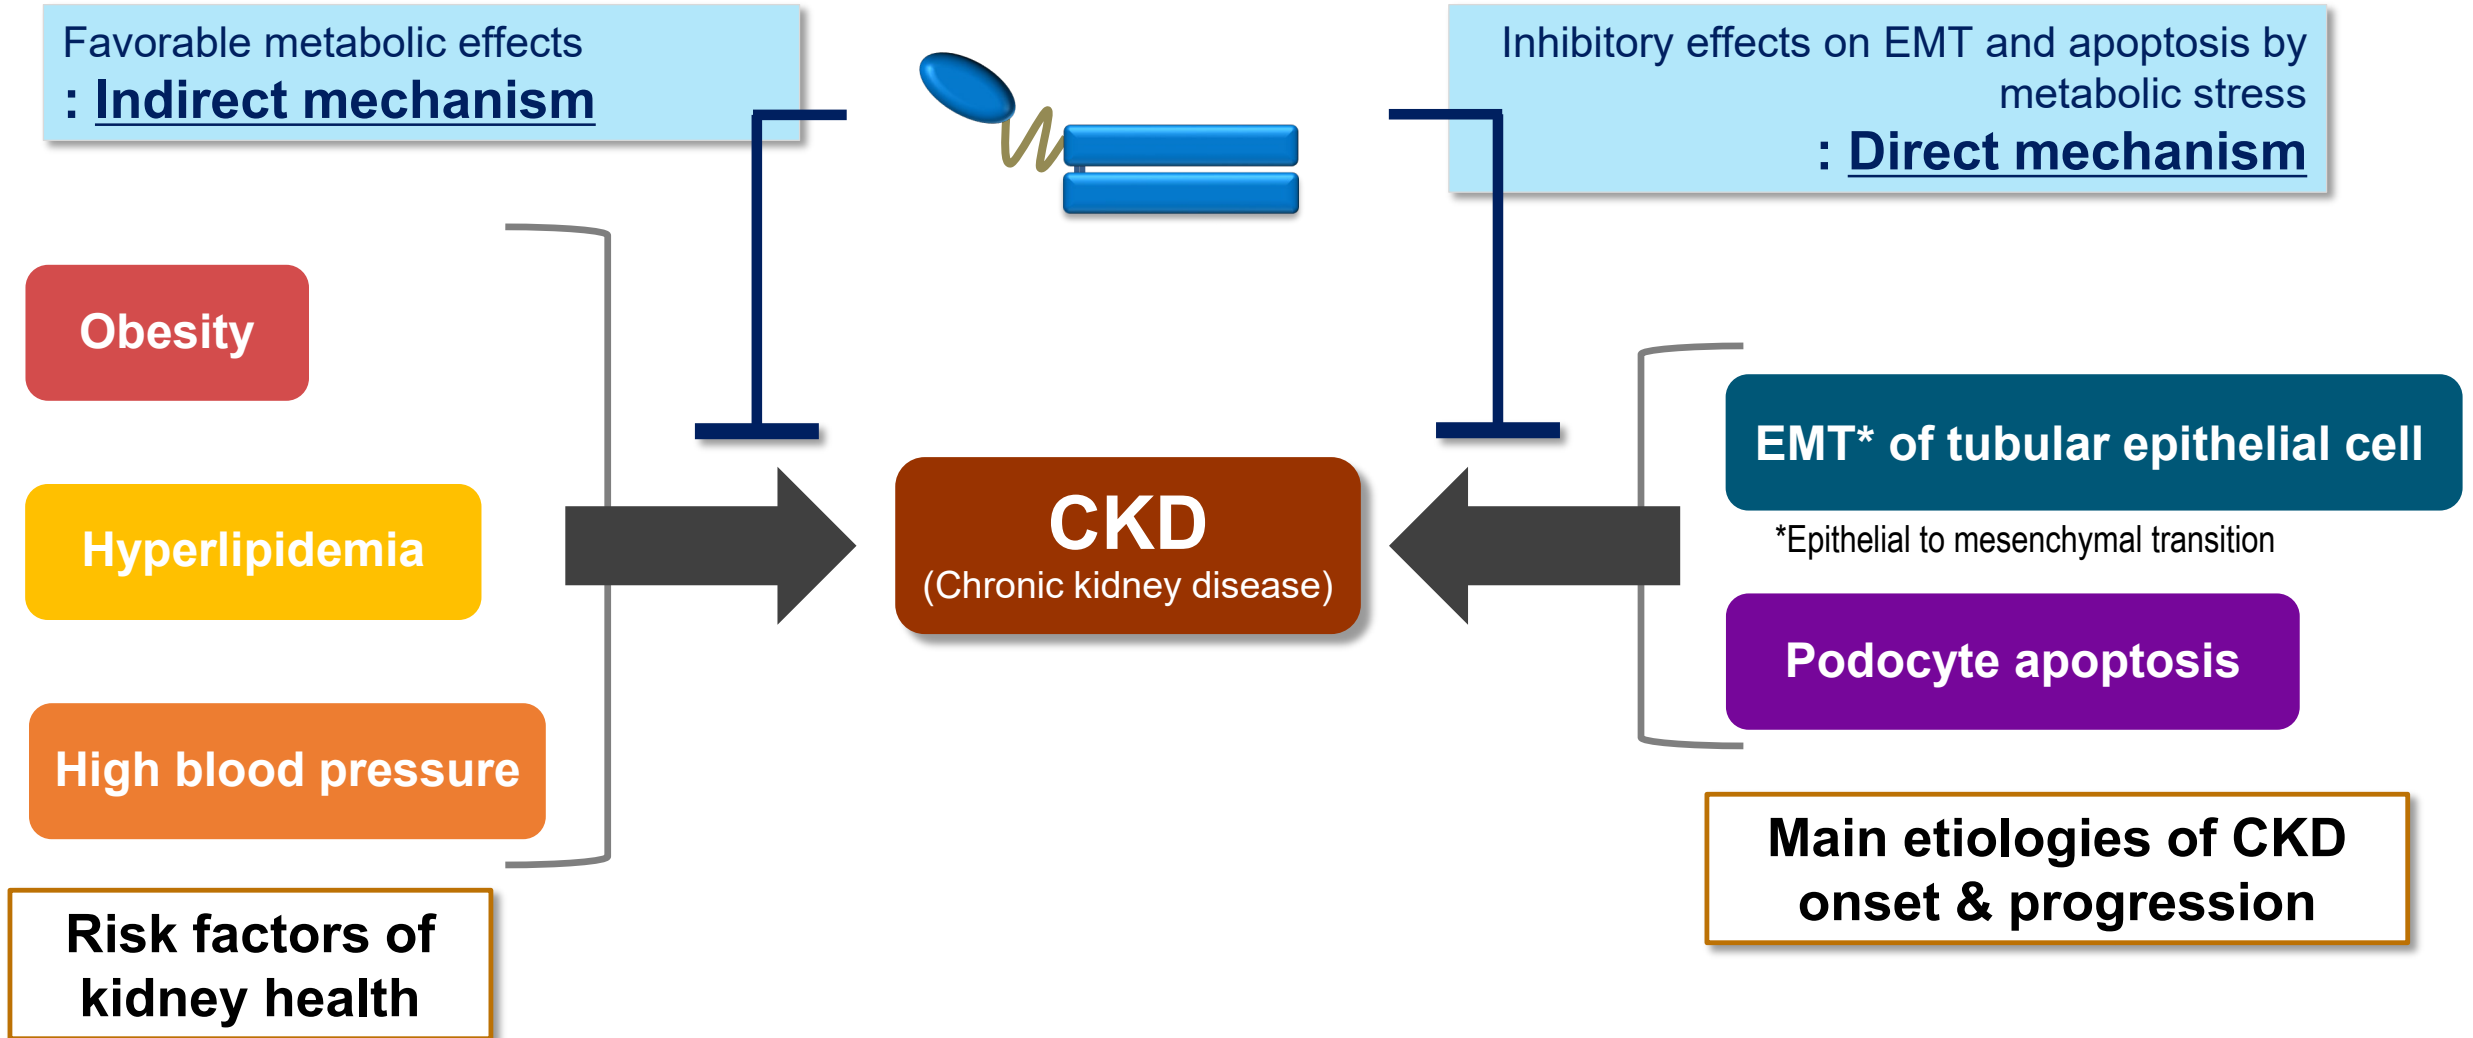 Favorable metabolic effects
: Indirect mechanism
Inhibitory effects on EMT and apoptosis by
metabolic stress
: Direct mechanism
Obesity
Hyperlipidemia
High blood pressure
Risk factors of
kidney health
CKD
(Chronic kidney disease)
EMT* of tubular epithelial cell
*Epithelial to mesenchymal transition
Podocyte apoptosis
Main etiologies of CKD
onset & progression